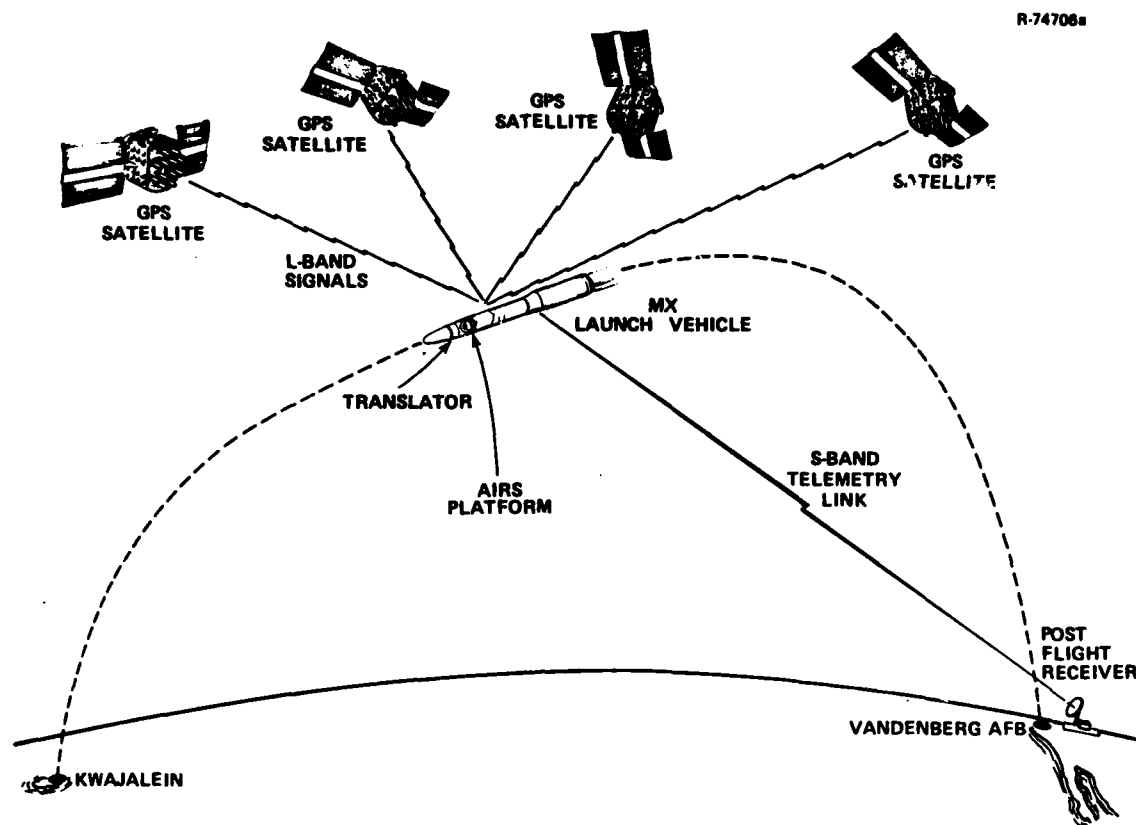 R-74706a
GPS
SATELLITE
GPS
SATELLITE
GPS
SATELLITE
GPS
SATELLITE
L-BAND
SIGNALS
MX
LAUNCH VEHICLE
TRANSLATOR
AIRS
PLATFORM
S-BAND
TELEMETRY
LINK
POST
FLIGHT
RECEIVER
VANDENBERG AFB
KWAJALEIN